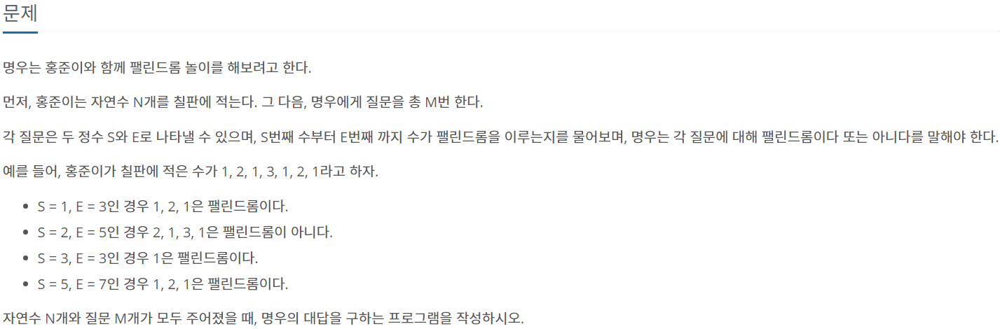 문제
명우는 홍준이와 함께 팰린드롬 놀이를 해보려고 한다.
먼저, 홍준이는 자연수 N개를 칠판에 적는다. 그 다음, 명우에게 질문을 총 M번 한다.
각 질문은 두 정수 S와 E로 나타낼 수 있으며, S번째 수부터 E번째 까지 수가 팰린드롬을 이루는지를 물어보며, 명우는 각 질문에 대해 팰린드롬이다 또는 아니다를 말해야 한다.
예를 들어, 홍준이가 칠판에 적은 수가 1, 2, 1, 3, 1, 2, 1라고 하자.
• S = 1, E = 3인 경우 1, 2, 1은 팰린드롬이다.
• S = 2, E = 5인 경우 2, 1, 3, 1은 팰린드롬이 아니다.
• S = 3, E = 3인 경우 1은 팰린드롬이다.
• S = 5, E = 7인 경우 1, 2, 1은 팰린드롬이다.
자연수 N개와 질문 M개가 모두 주어졌을 때, 명우의 대답을 구하는 프로그램을 작성하시오.